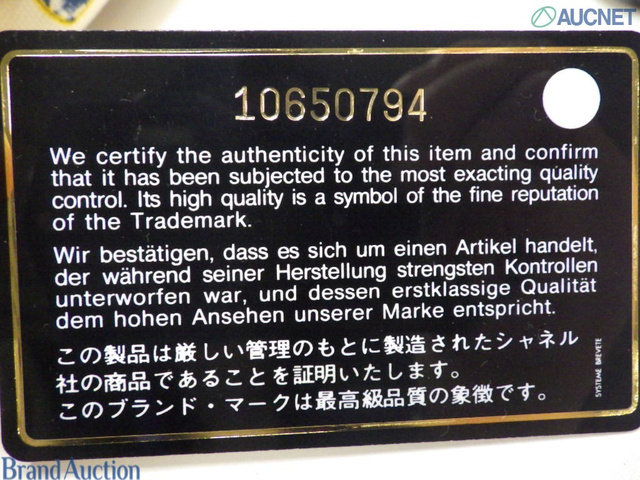 AUCNET
10650794
We certify the authenticity of this item and confirm
that it has been subjected to the most exacting quality
control. Its high quality is a symbol of the fine reputation
of the Trademark.
Wir bestätigen, dass es sich um einen Artikel handelt,
der während seiner Herstellung strengsten Kontrollen
unterworfen war, und dessen erstklassige Qualität
dem hohen Ansehen unserer Marke entspricht.
この製品は厳しい管理のもとに製造されたシャネル
社の商品であることを証明いたします。
このブランド・マークは最高級品質の象徴です。
SYSTEME BREVETE
Brand Auction